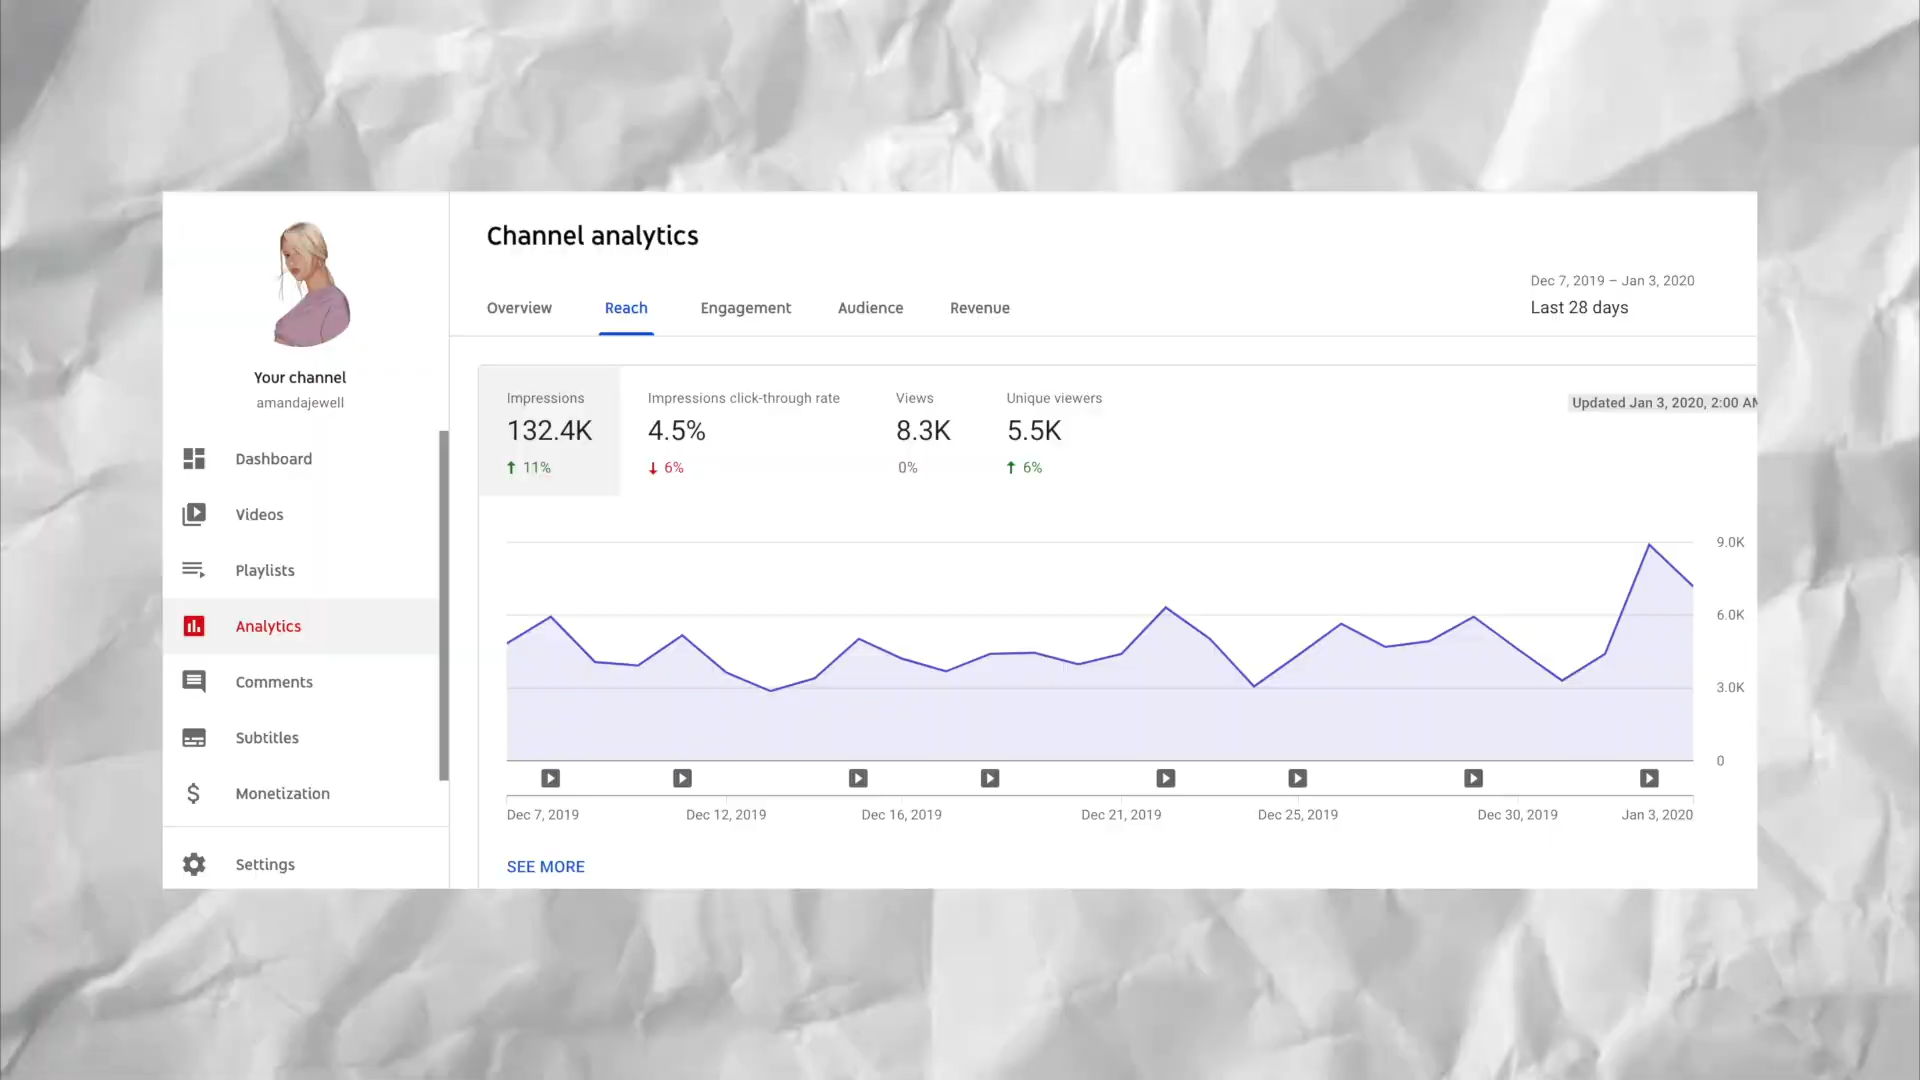 Channel analytics
Dec 7, 2019 – Jan 3, 2020
Overview Reach Engagement Audience Revenue
Last 28 days
Your channel
amandajewell
Dashboard
Videos
Playlists
Analytics
Comments
Subtitles
Monetization
Settings
Impressions Impressions click-through rate Views Unique viewers
Updated Jan 3, 2020, 2:00 AM
132.4K 4.5% 8.3K 5.5K
11% 6% 0% 6%
9.0K
6.0K
3.0K
0
Dec 7, 2019 Dec 12, 2019 Dec 16, 2019 Dec 21, 2019 Dec 25, 2019 Dec 30, 2019 Jan 3, 2020
SEE MORE